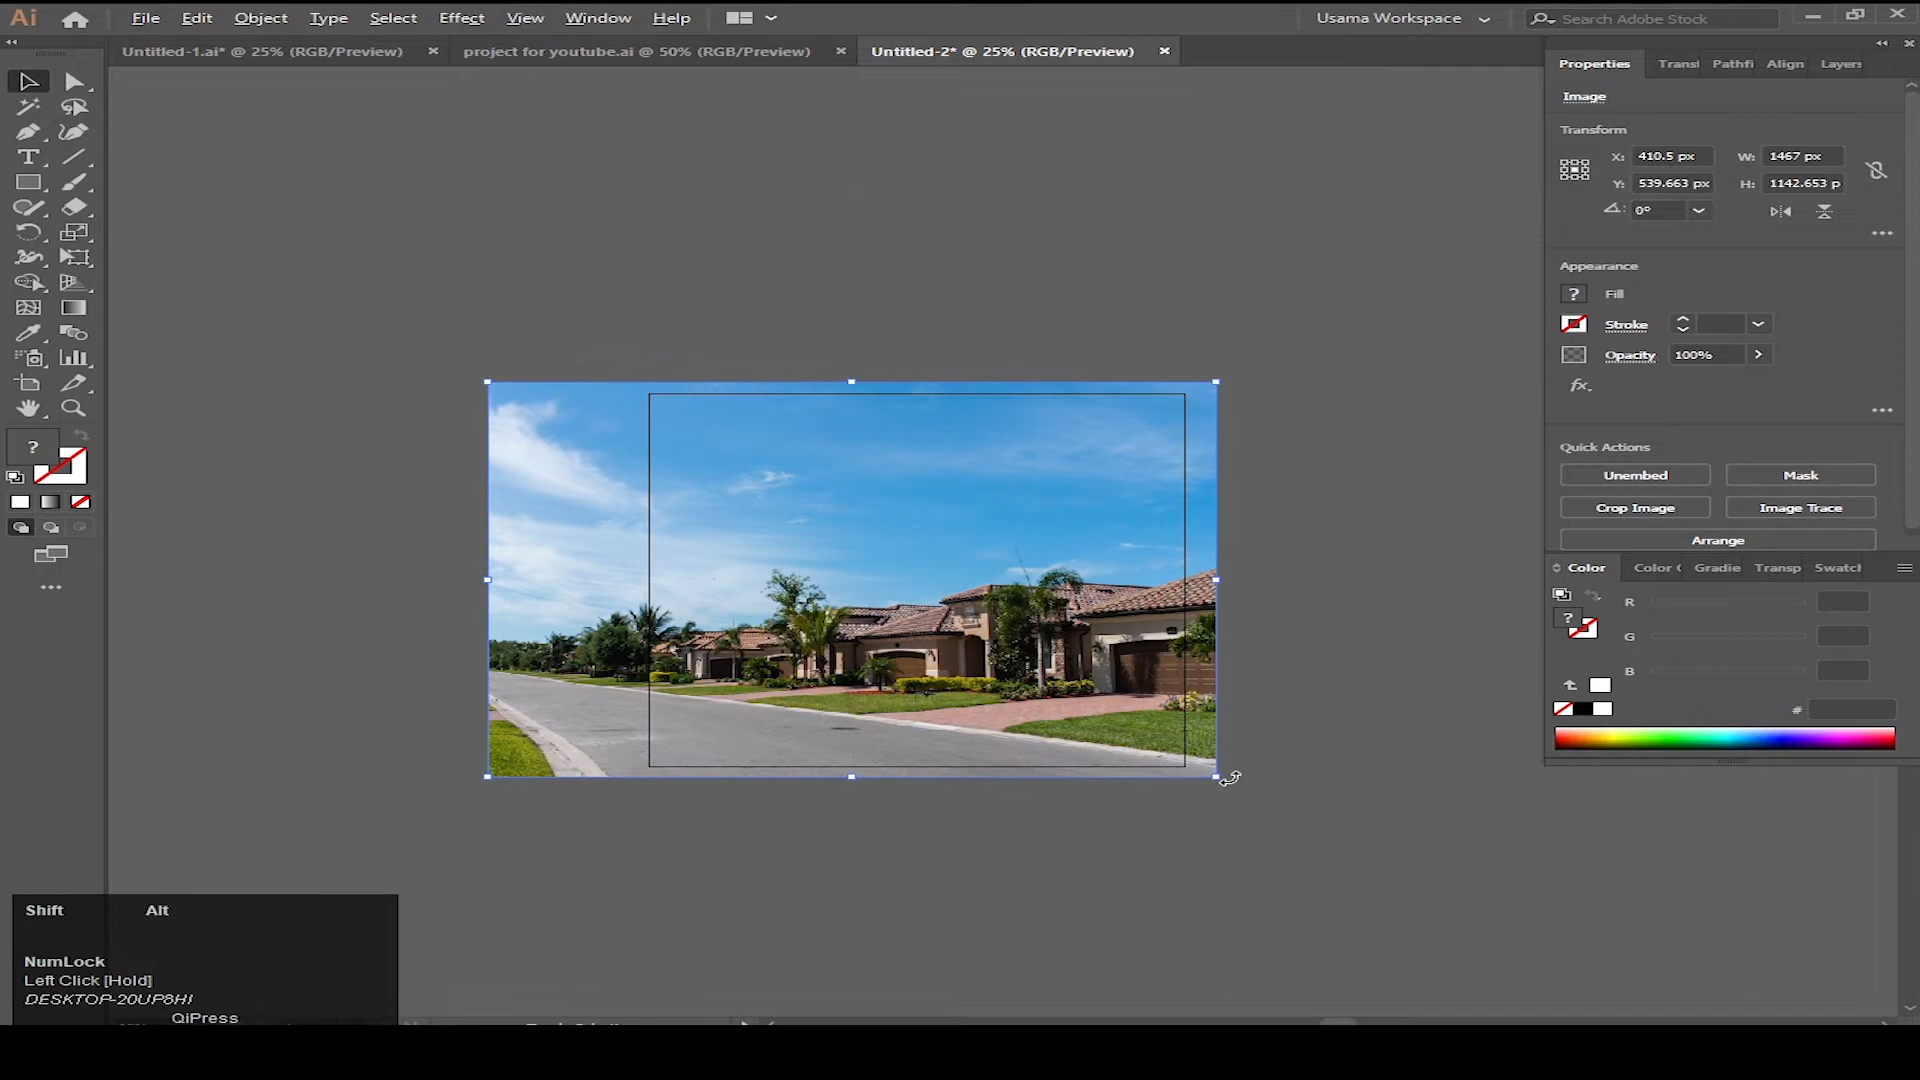 Ai File Edit Object Type Select Effect View Window Help Usama Workspace Search Adobe Stock
Untitled-1.ai* @ 25% (RGB/Preview) project for youtube.ai @ 50% (RGB/Preview) Untitled-2* @ 25% (RGB/Preview)
Properties Transf Pathfi Align Layers
Image
Transform
X: 410.5 px W: 1467 px
Y: 539.663 px H: 1142.653 p
0°
Appearance
? Fill
Stroke
Opacity 100%
fx.
Quick Actions
Unembed Mask
Crop Image Image Trace
Arrange
Color Color Gradie Transp Swatch
R
G
B
#
?
?
T
Shift Alt
NumLock
Left Click [Hold]
DESKTOP-20UP8HI
QiPress